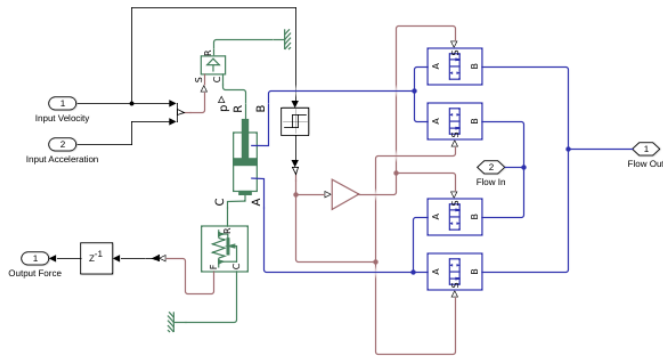 R
S
C
1
Input Velocity
2
Input Acceleration
p
R
B
C
A
R
F
C
1
Output Force
Z-1
A
S
B
A
B
S
2
Flow In
A
S
B
A
B
S
1
Flow Out